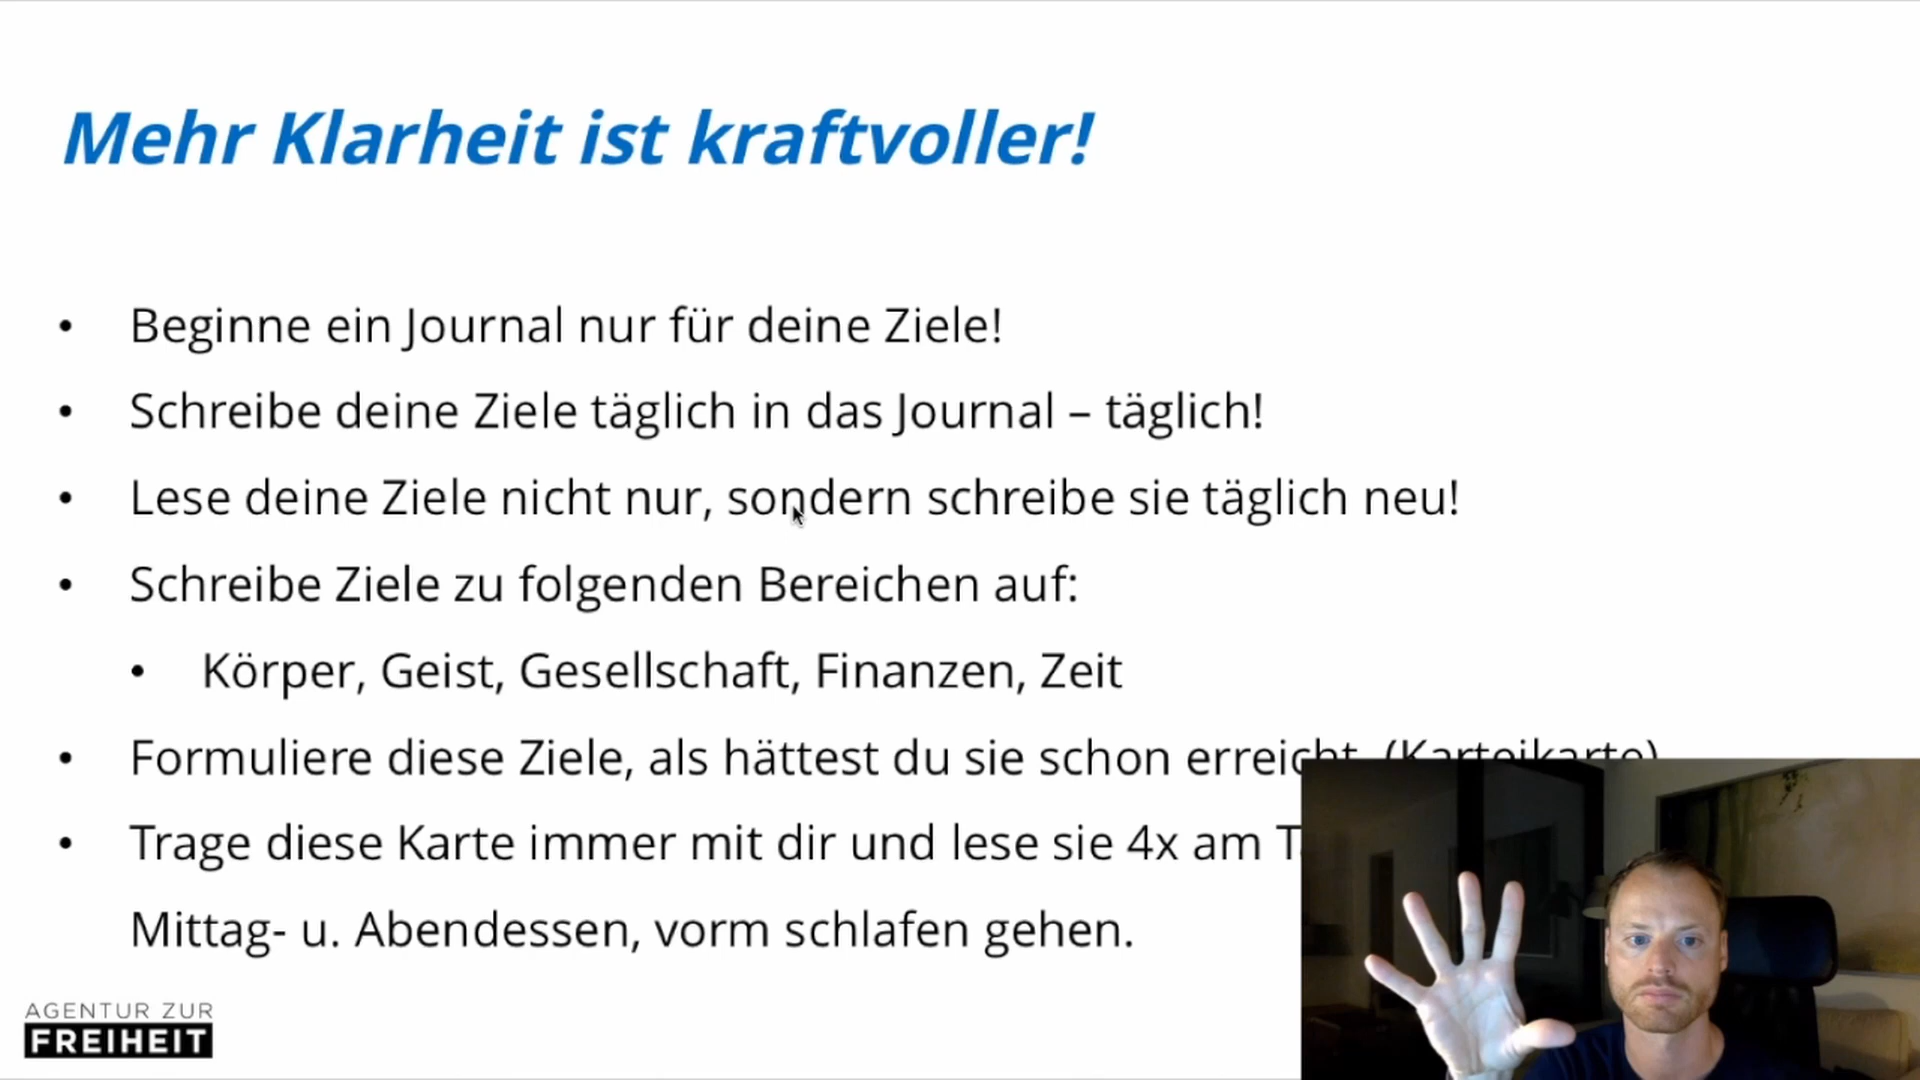 Mehr Klarheit ist kraftvoller!
• Beginne ein Journal nur für deine Ziele!
• Schreibe deine Ziele täglich in das Journal – täglich!
• Lese deine Ziele nicht nur, sondern schreibe sie täglich neu!
• Schreibe Ziele zu folgenden Bereichen auf:
• Körper, Geist, Gesellschaft, Finanzen, Zeit
• Formuliere diese Ziele, als hättest du sie schon erreicht. (Karteikarte)
• Trage diese Karte immer mit dir und lese sie 4x am
Mittag- u. Abendessen, vorm schlafen gehen.
AGENTUR ZUR
FREIHEIT